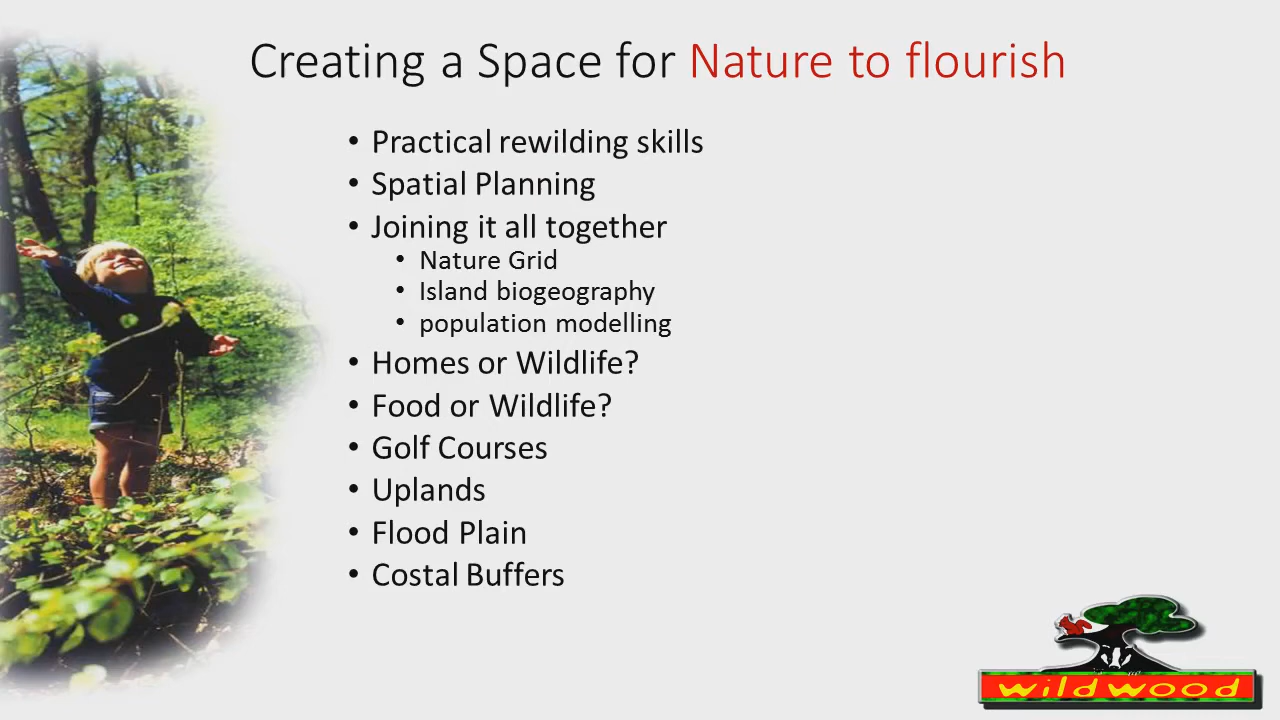 Creating a Space for Nature to flourish
• Practical rewilding skills
• Spatial Planning
• Joining it all together
• Nature Grid
• Island biogeography
• population modelling
• Homes or Wildlife?
• Food or Wildlife?
• Golf Courses
• Uplands
• Flood Plain
• Costal Buffers
wildwood